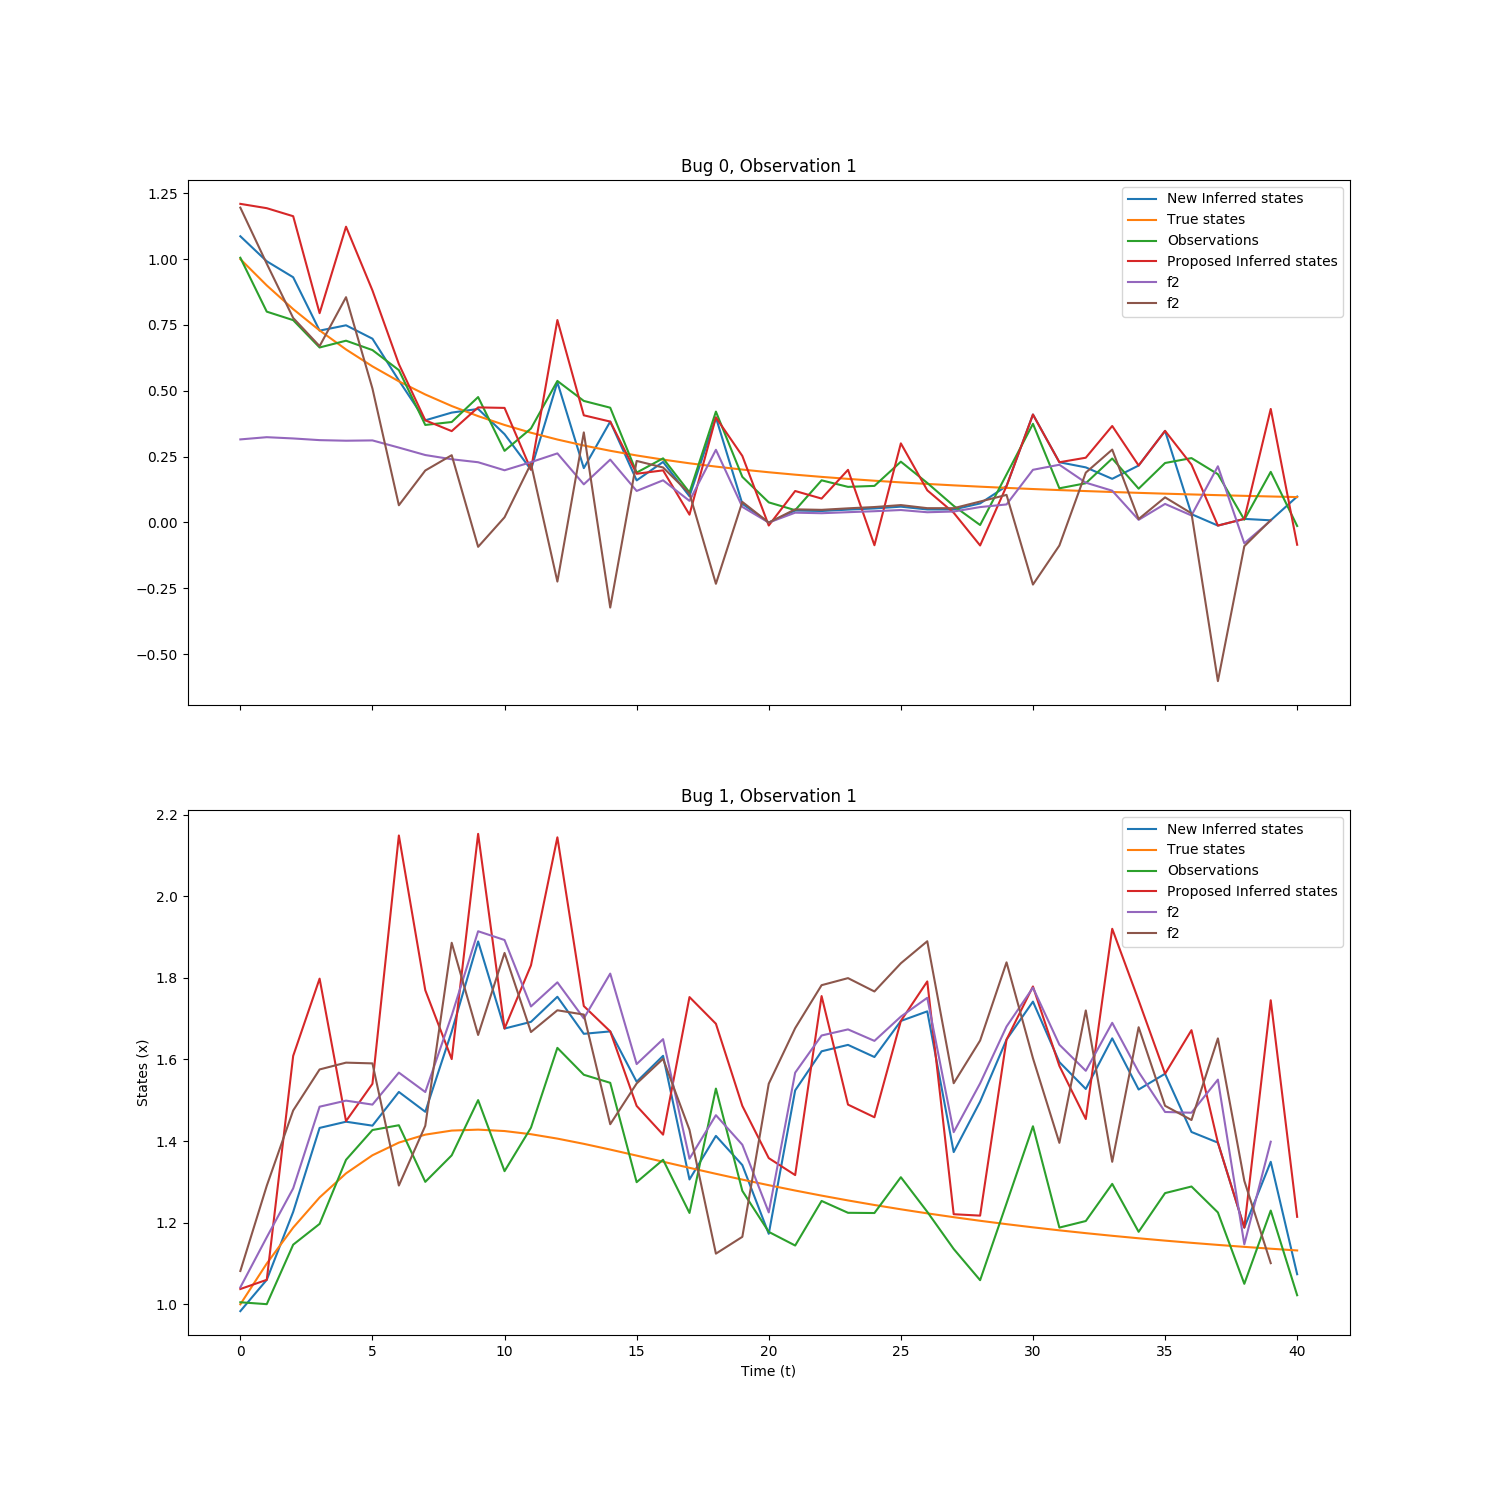 Bug 0, Observation 1
1.25
1.00
0.75
0.50
0.25
0.00
−0.25
−0.50
New Inferred states
True states
Observations
Proposed Inferred states
f2
f2
Bug 1, Observation 1
States (x)
2.2
2.0
1.8
1.6
1.4
1.2
1.0
New Inferred states
True states
Observations
Proposed Inferred states
f2
f2
0 5 10 15 20 25 30 35 40
Time (t)